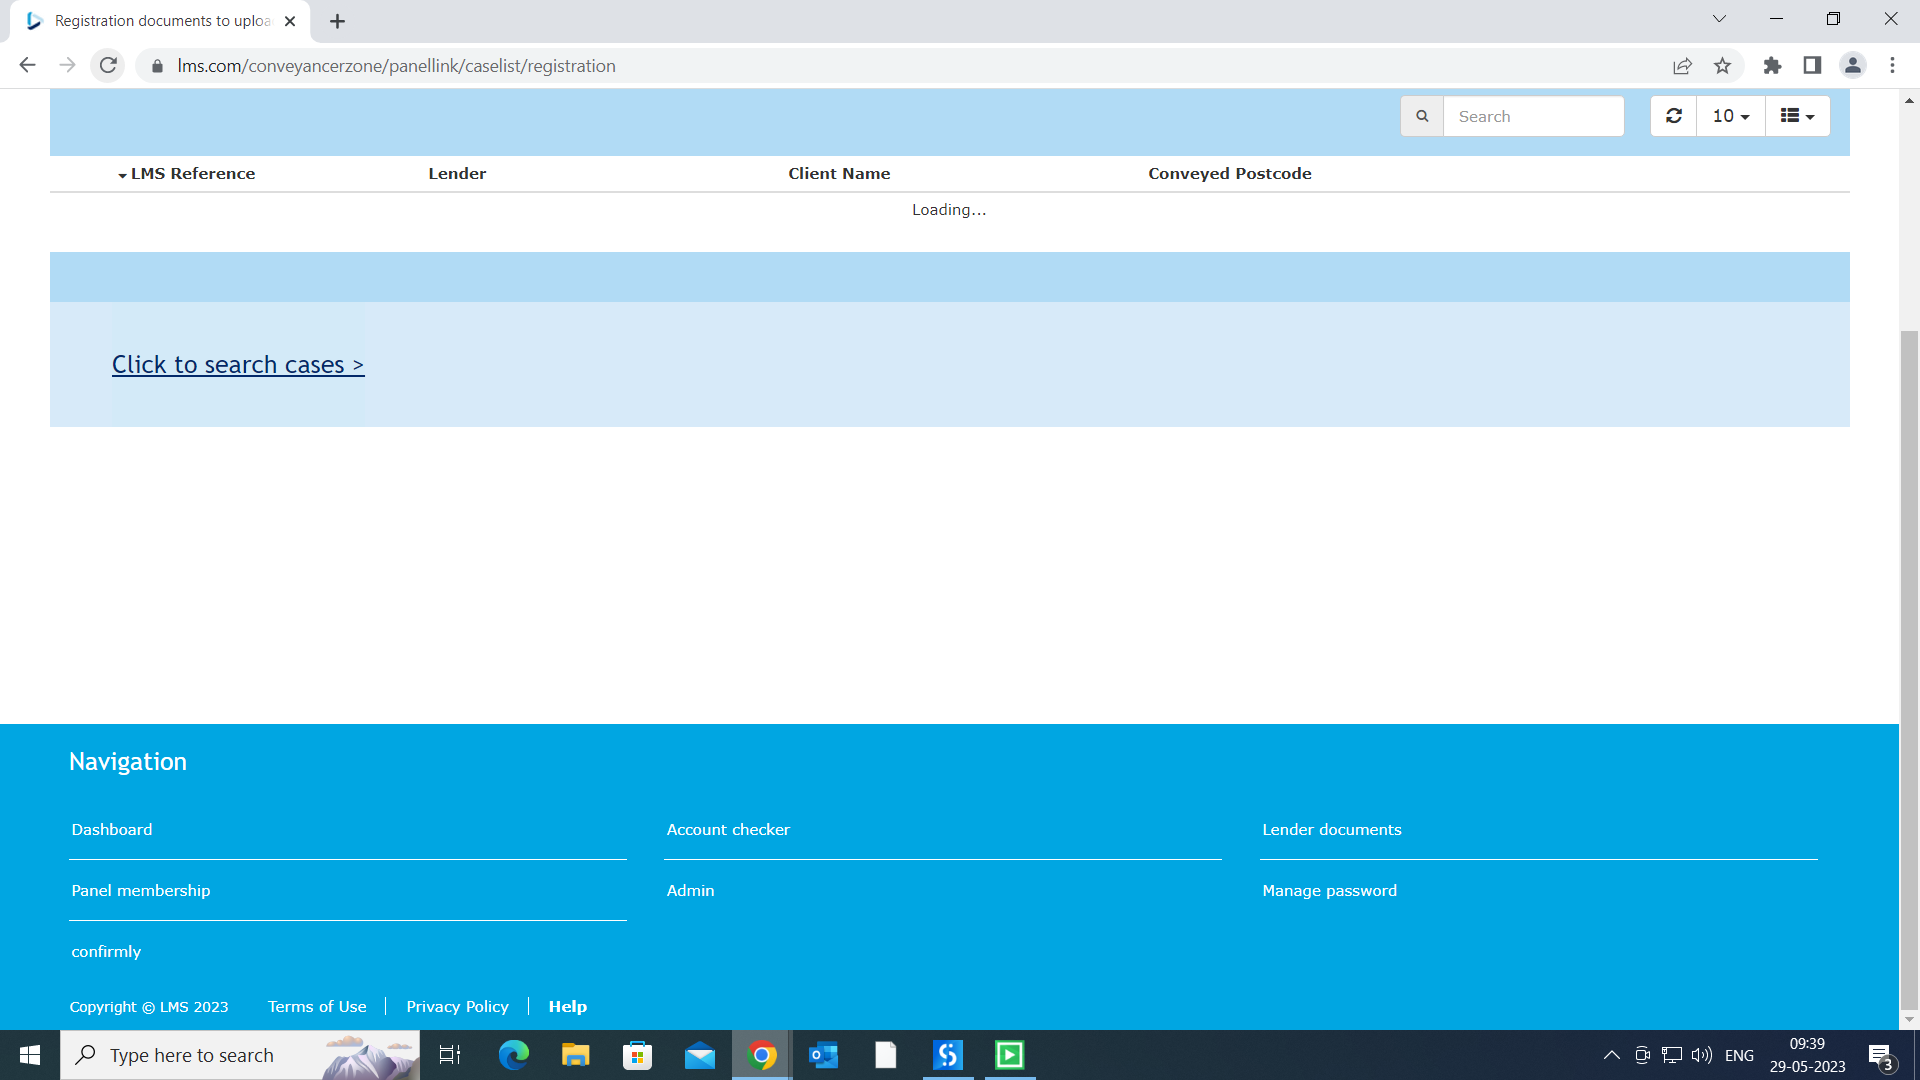 Registration documents to uploa
lms.com/conveyancerzone/panellink/caselist/registration
Search
10
LMS Reference Lender Client Name Conveyed Postcode
Loading...
Click to search cases >
Navigation
Dashboard Account checker Lender documents
Panel membership Admin Manage password
confirmly
Copyright © LMS 2023 Terms of Use Privacy Policy Help
Type here to search
ENG
09:39
29-05-2023
3